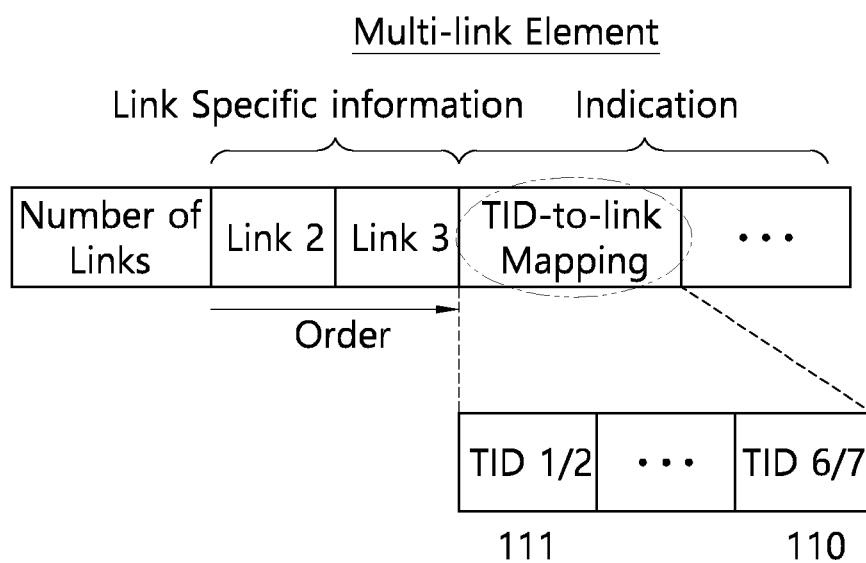 Multi-link Element
Link Specific information
Indication
Number of
Links
Link 2
Link 3
TID-to-link
Mapping
• • •
Order
TID 1/2
• • •
TID 6/7
111
110